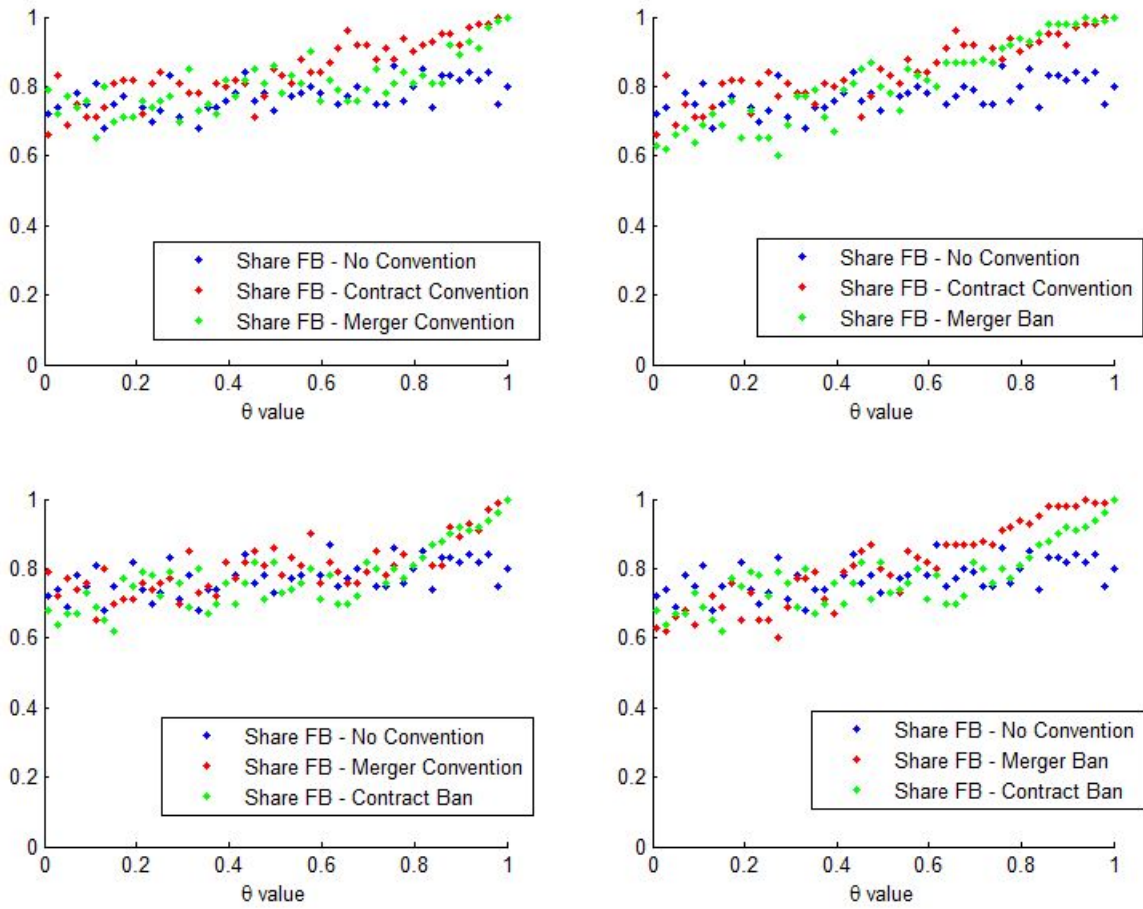 1
0.8
0.6
0.4
0.2
0
Share FB - No Convention
Share FB - Contract Convention
Share FB - Merger Convention
0 0.2 0.4 0.6 0.8 1
θ value
1
0.8
0.6
0.4
0.2
0
Share FB - No Convention
Share FB - Contract Convention
Share FB - Merger Ban
0 0.2 0.4 0.6 0.8 1
θ value
1
0.8
0.6
0.4
0.2
0
Share FB - No Convention
Share FB - Merger Convention
Share FB - Contract Ban
0 0.2 0.4 0.6 0.8 1
θ value
1
0.8
0.6
0.4
0.2
0
Share FB - No Convention
Share FB - Merger Ban
Share FB - Contract Ban
0 0.2 0.4 0.6 0.8 1
θ value